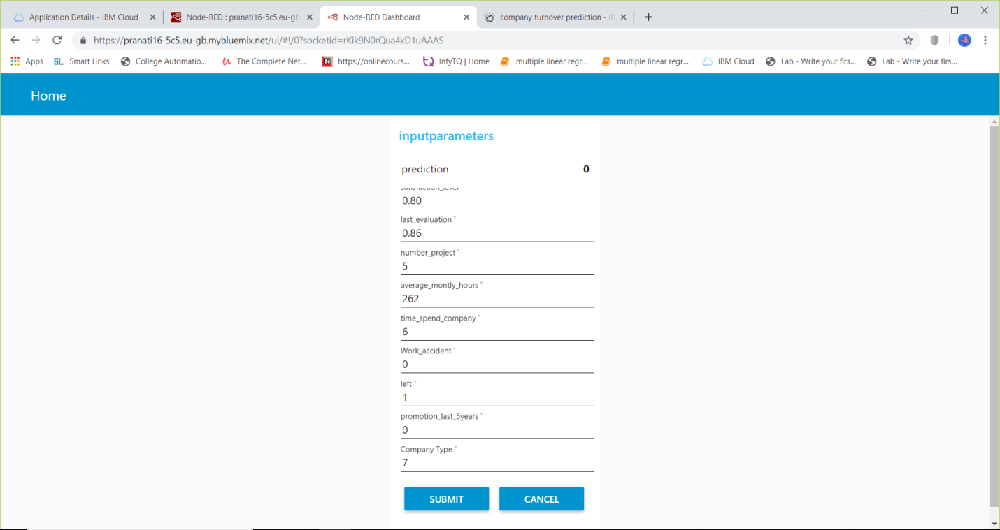 Application Details - IBM Cloud
Node-RED : pranati16-5c5.eu-gb.
Node-RED Dashboard
company turnover prediction - IB
https://pranati16-5c5.eu-gb.mybluemix.net/ui/#!/0?socketid=rKik9N0rQua4xD1uAAAS
Apps
SL Smart Links
College Automatio...
The Complete Net...
N https://onlinecours...
InfyTQ | Home
multiple linear regr...
multiple linear regr...
IBM Cloud
Lab - Write your firs...
Lab - Write your firs...
Home
inputparameters
prediction 0
satisfaction_level
0.80
last_evaluation *
0.86
number_project *
5
average_montly_hours *
262
time_spend_company *
6
Work_accident *
0
left *
1
promotion_last_5years *
0
Company Type *
7
SUBMIT CANCEL